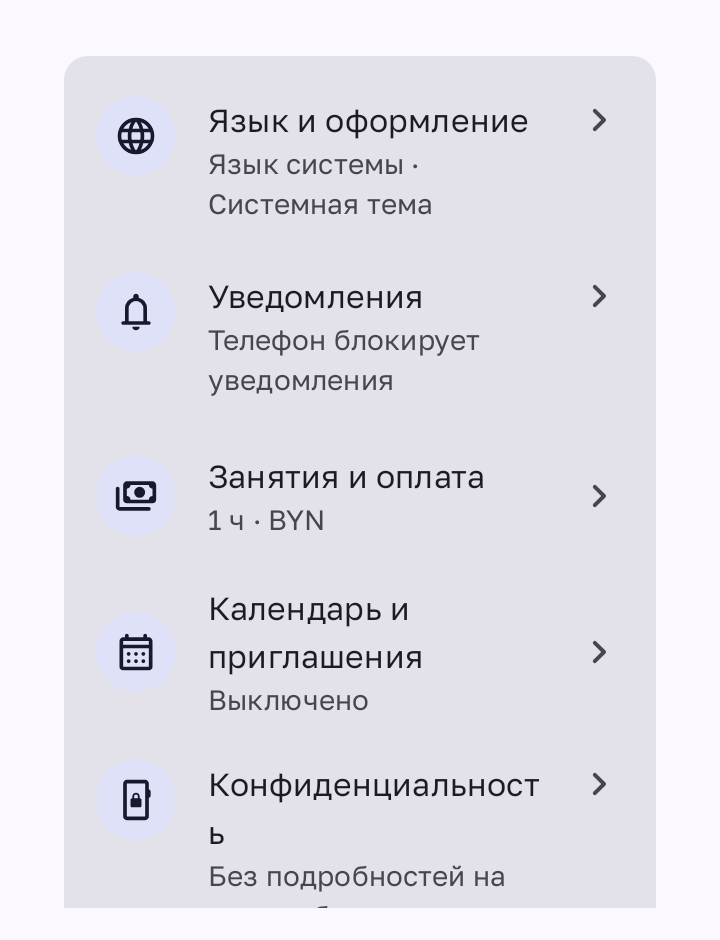 Язык и оформление
Язык системы ·
Системная тема
Уведомления
Телефон блокирует
уведомления
Занятия и оплата
1 ч · BYN
Календарь и
приглашения
Выключено
Конфиденциальност
ь
Без подробностей на